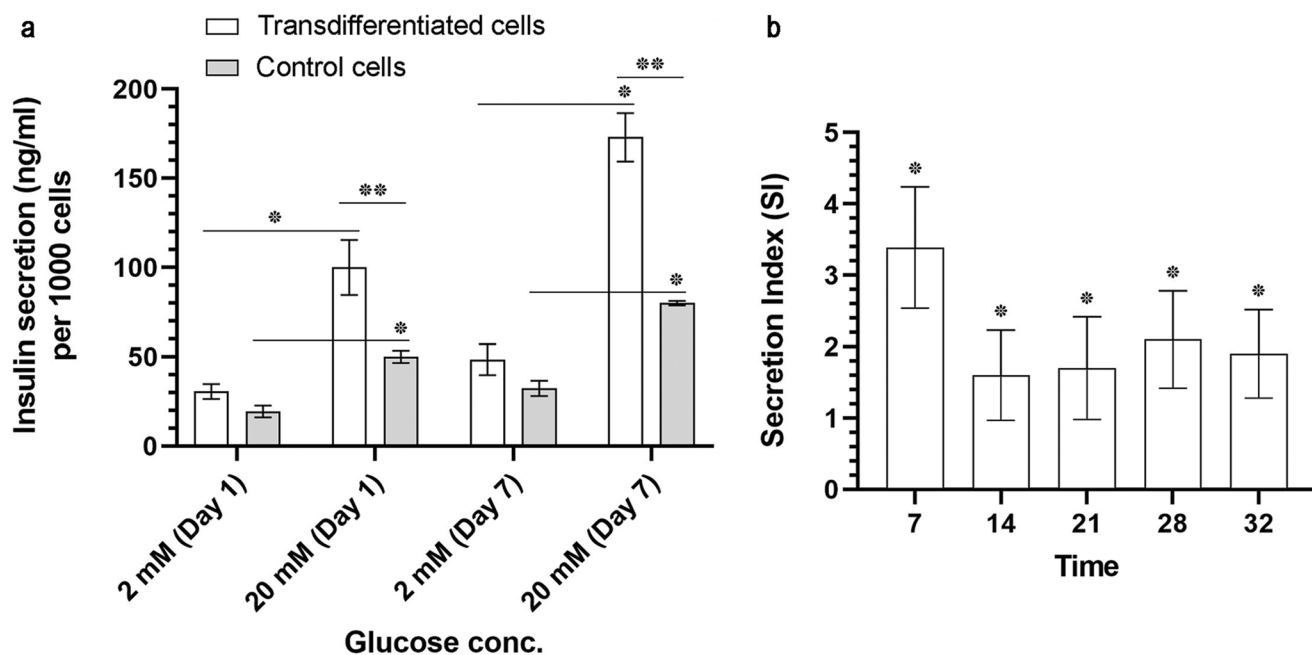 a
Transdifferentiated cells
Control cells
Insulin secretion (ng/ml)
per 1000 cells
200
150
100
50
0
*
**
*
*
**
*
*
2 mM (Day 1)
20 mM (Day 1)
2 mM (Day 7)
20 mM (Day 7)
Glucose conc.
b
Secretion Index (SI)
5
4
3
2
1
0
* * * * *
7 14 21 28 32
Time